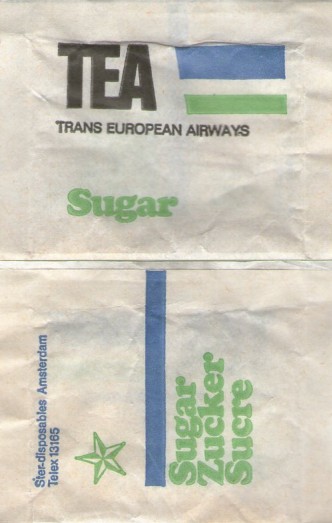 TEA
TRANS EUROPEAN AIRWAYS
Sugar
Ster-disposables Amsterdam
Telex 13165
Sugar
Zucker
Sucre